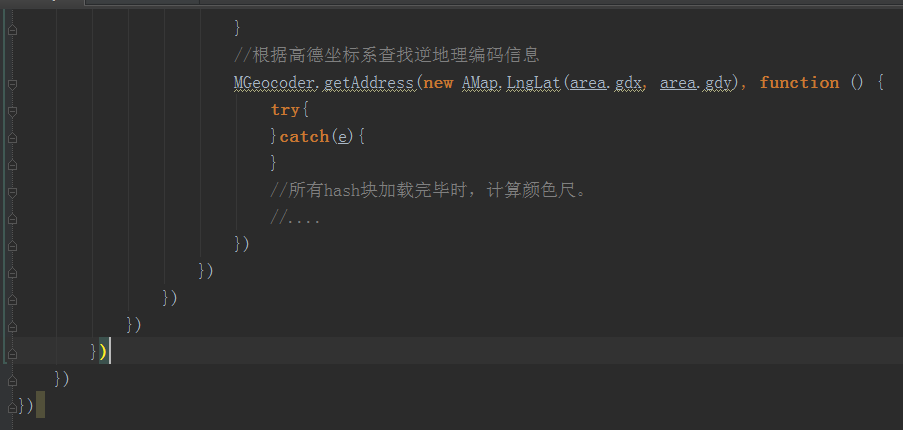 }
//根据高德坐标系查找逆地理编码信息
MGeocoder.getAddress(new AMap.LngLat(area.gdx, area.gdy), function () {
try{
}catch(e){
}
//所有hash块加载完毕时，计算颜色尺。
//....
})
})
})
})
})
})
})